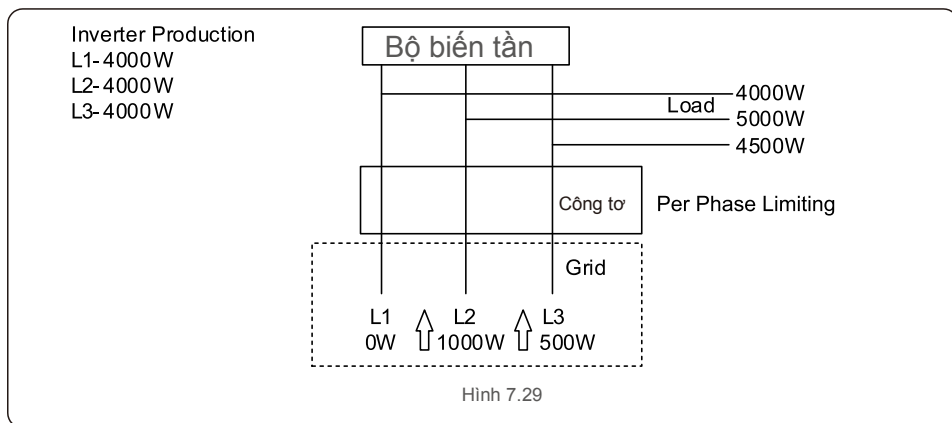 Inverter Production
L1-4000W
L2-4000W
L3-4000W
Bộ biến tần
Load
4000W
5000W
4500W
Công tơ
Per Phase Limiting
Grid
L1 L2 L3
0W 1000W 500W
Hình 7.29